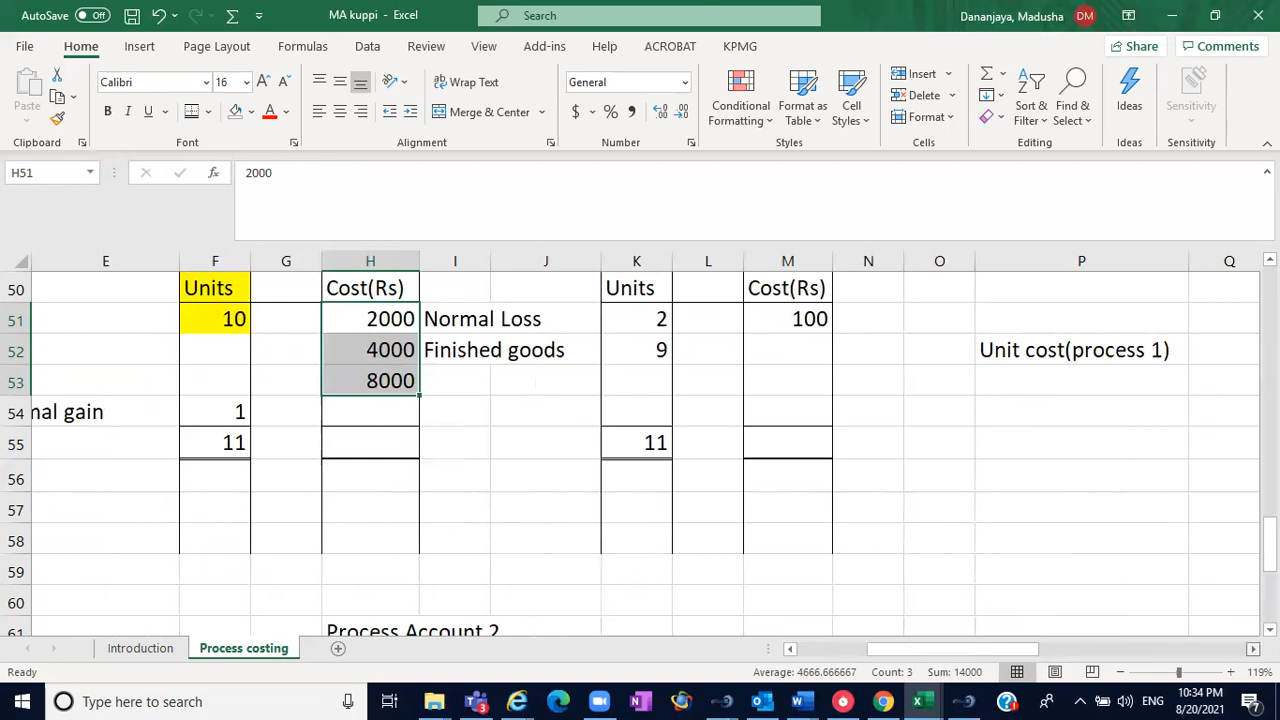 AutoSave Off
MA kuppi - Excel
Search
Dananjaya, Madusha DM
File Home Insert Page Layout Formulas Data Review View Add-ins Help ACROBAT KPMG Share Comments
Paste
Calibri 16 A A
B I U A
ab Wrap Text
Merge & Center
General
$ % ,
Conditional Formatting
Format as Table
Cell Styles
Insert
Delete
Format
Sort & Filter
Find & Select
Ideas
Sensitivity
Clipboard Font Alignment Number Styles Cells Editing Ideas Sensitivity
H51 fx 2000
E F G H I J K L M N O P Q
50 Units Cost(Rs) Units Cost(Rs)
51 10 2000 Normal Loss 2 100
52 4000 Finished goods 9 Unit cost(process 1)
53 8000
54 nal gain 1
55 11 11
56
57
58
59
60
61 Process Account 2
Introduction Process costing
Ready Average: 4666.666667 Count: 3 Sum: 14000 119%
Type here to search
3
ENG
10:34 PM
8/20/2021
7